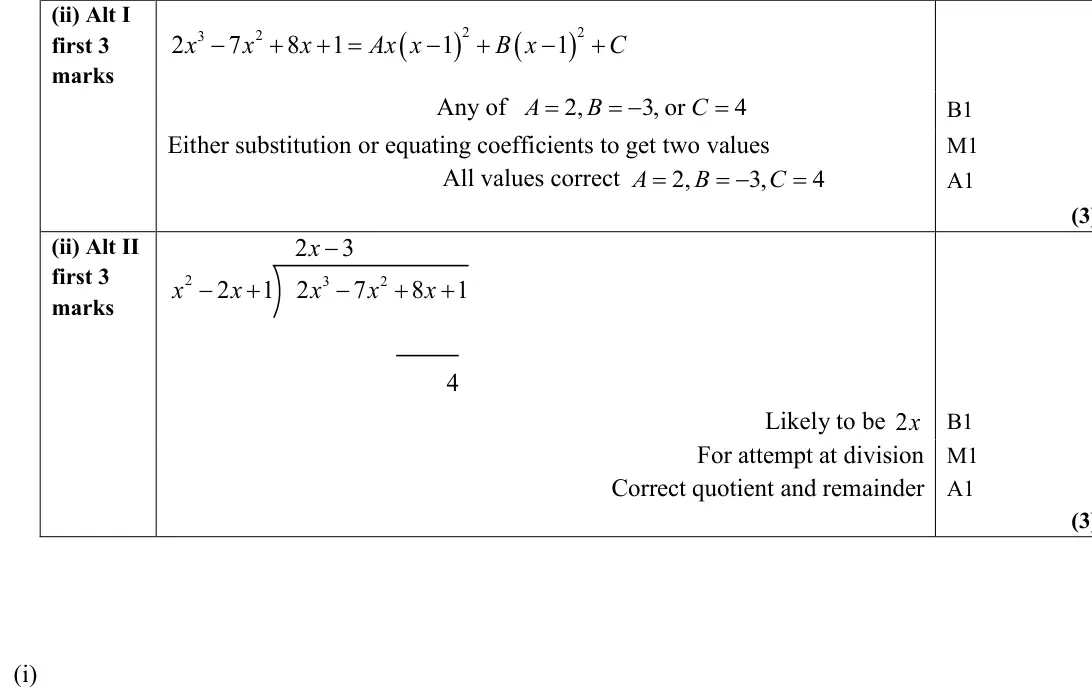 (ii) Alt I
first 3
marks
2x³ − 7x² + 8x + 1 = Ax(x − 1)² + B(x − 1)² + C
Any of A = 2, B = −3, or C = 4 B1
Either substitution or equating coefficients to get two values M1
All values correct A = 2, B = −3, C = 4 A1
(3)
(ii) Alt II
first 3
marks
2x − 3
x² − 2x + 1) 2x³ − 7x² + 8x + 1
4
Likely to be 2x B1
For attempt at division M1
Correct quotient and remainder A1
(3)
(i)